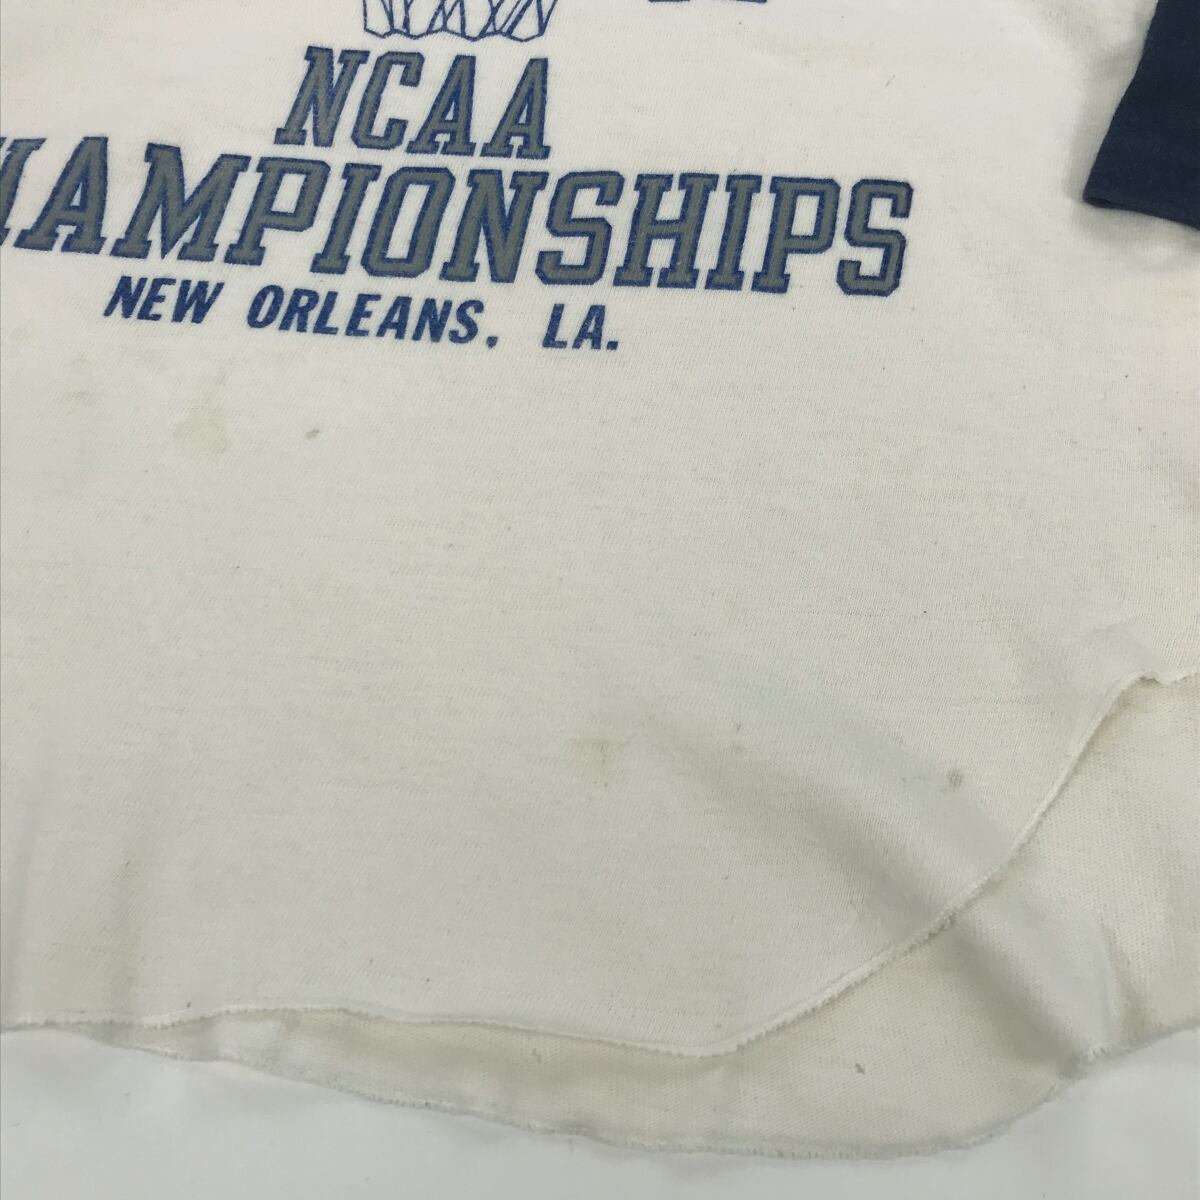 NCAA
HAMPIONSHIPS
NEW ORLEANS, LA.